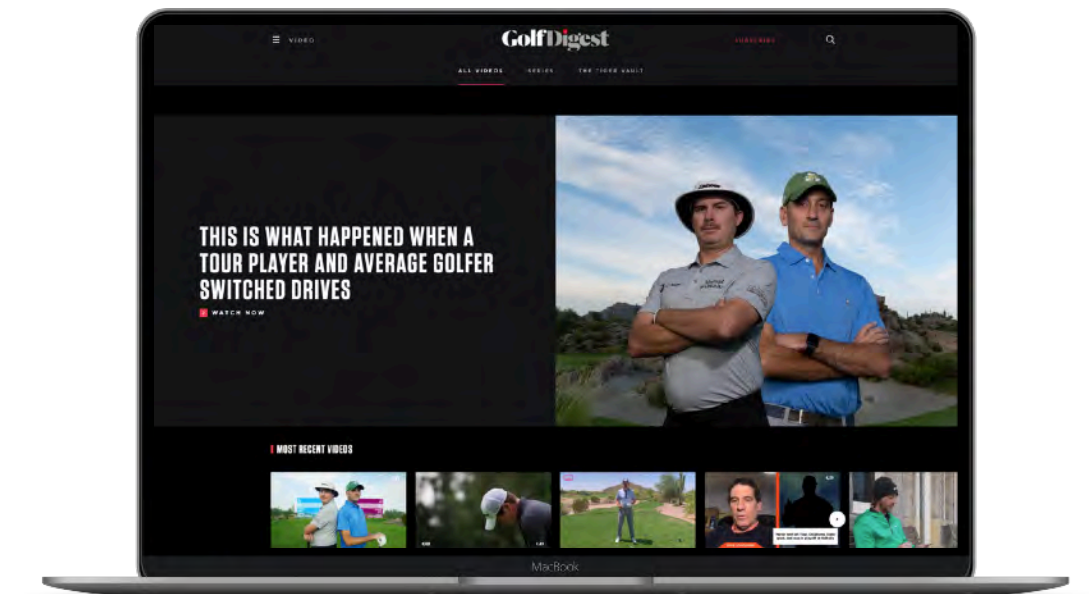 VIDEO
GolfDigest
SUBSCRIBE
ALL VIDEOS
SERIES
THE TIGER VAULT
THIS IS WHAT HAPPENED WHEN A
TOUR PLAYER AND AVERAGE GOLFER
SWITCHED DRIVES
WATCH NOW
MOST RECENT VIDEOS
MacBook